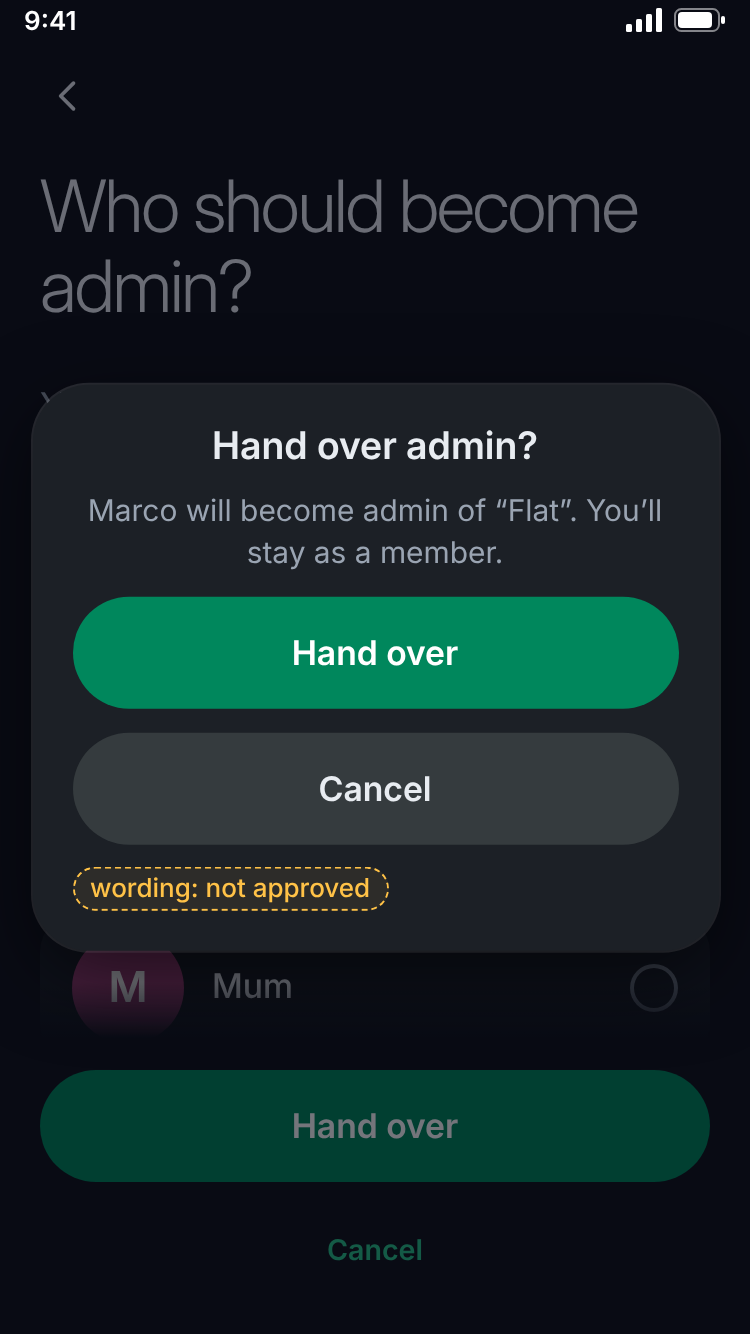 9:41
Who should become
admin?
Hand over admin?
Marco will become admin of “Flat”. You’ll
stay as a member.
Hand over
Cancel
wording: not approved
M
Mum
Hand over
Cancel